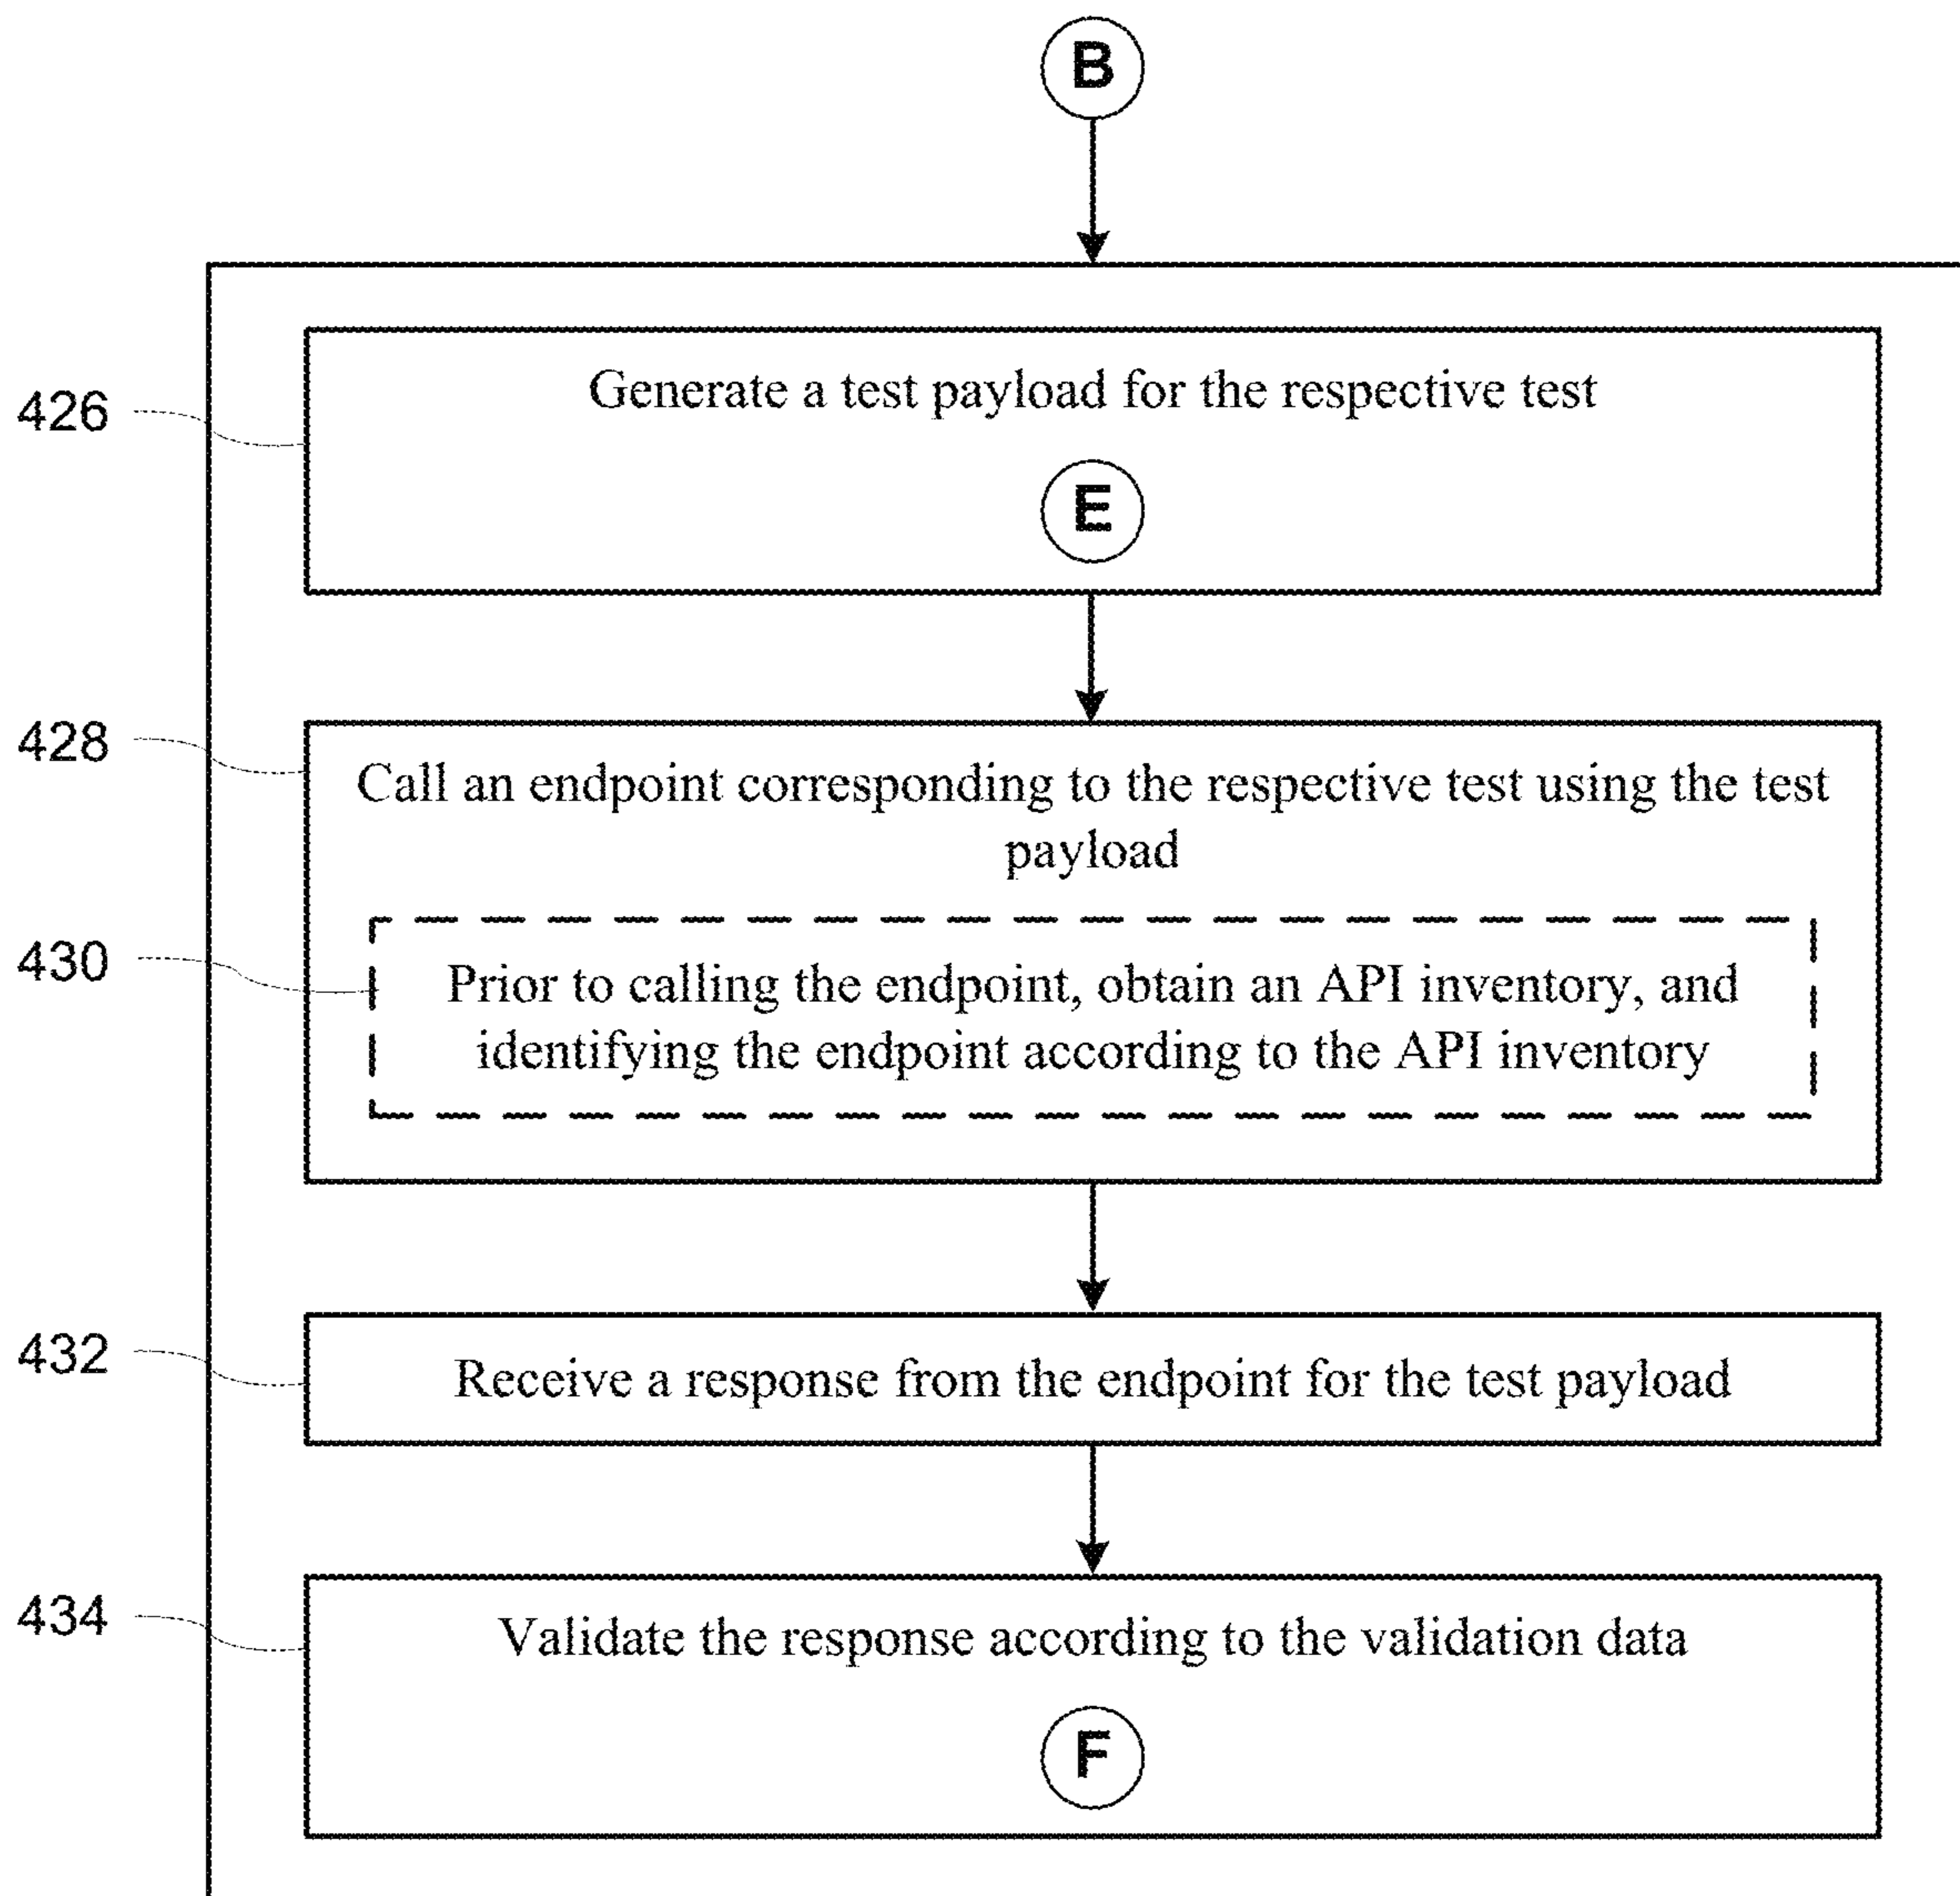 B
426
Generate a test payload for the respective test
E
428
Call an endpoint corresponding to the respective test using the test
payload
430
Prior to calling the endpoint, obtain an API inventory, and
identifying the endpoint according to the API inventory
432
Receive a response from the endpoint for the test payload
434
Validate the response according to the validation data
F